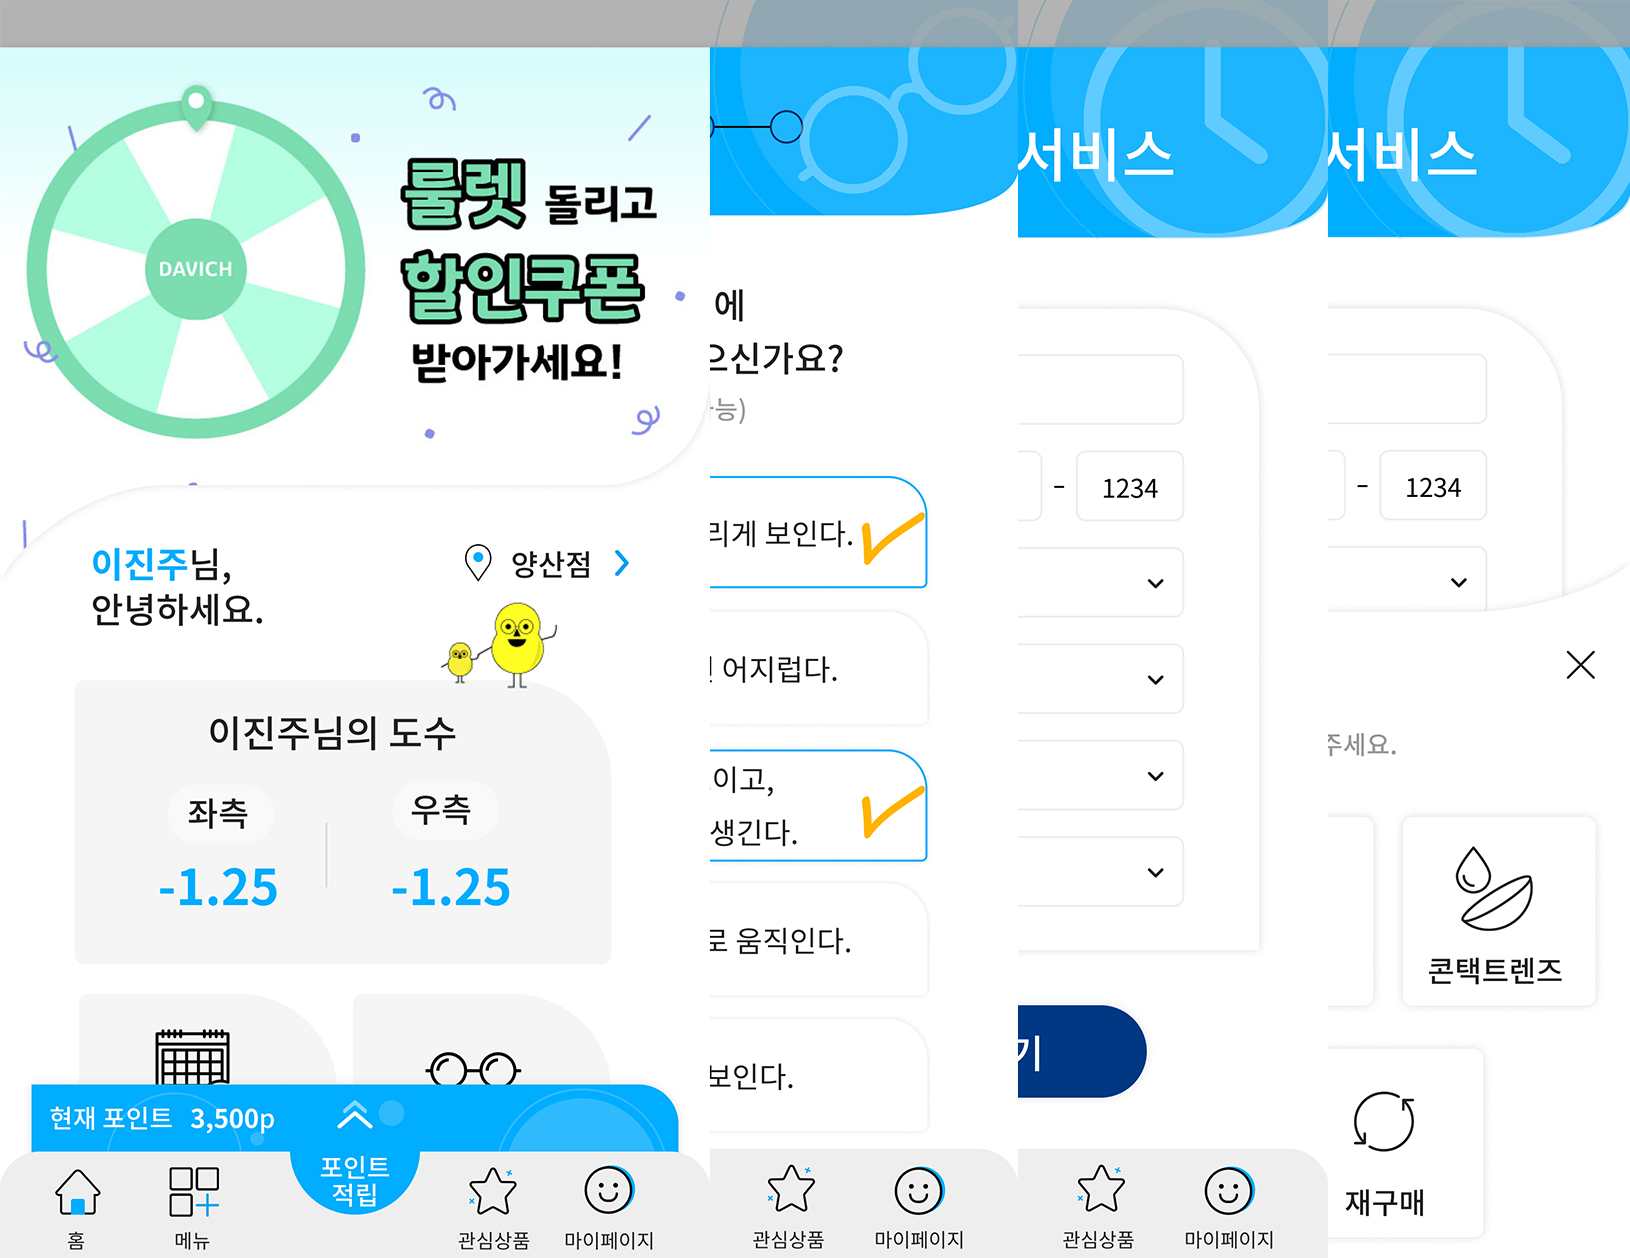 DAVICH
룰렛 돌리고
할인쿠폰
받아가세요!
이진주님,
안녕하세요.
양산점
이진주님의 도수
좌측
우측
-1.25
-1.25
현재 포인트 3,500p
포인트
적립
홈
메뉴
관심상품
마이페이지
에
으신가요?
능)
리게 보인다.
어지럽다.
이고,
생긴다.
로 움직인다.
보인다.
관심상품
마이페이지
서비스
- 1234
기
관심상품
마이페이지
서비스
- 1234
주세요.
콘택트렌즈
재구매